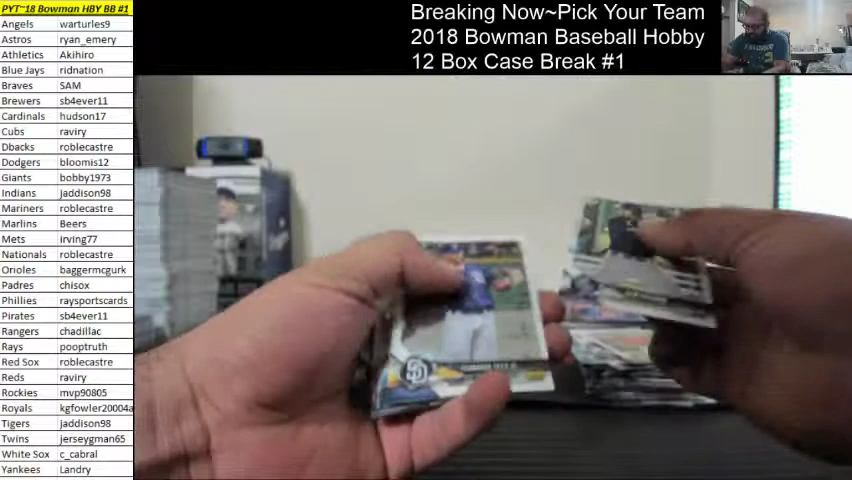 PYT~18 Bowman HBY BB #1
Angels warturles9
Astros ryan_emery
Athletics Akihiro
Blue Jays ridnation
Braves SAM
Brewers sb4ever11
Cardinals hudson17
Cubs raviry
Dbacks roblecastre
Dodgers bloomis12
Giants bobby1973
Indians jaddison98
Mariners roblecastre
Marlins Beers
Mets irving77
Nationals roblecastre
Orioles baggermcgurk
Padres chisox
Phillies raysportscards
Pirates sb4ever11
Rangers chadillac
Rays pooptruth
Red Sox roblecastre
Reds raviry
Rockies mvp90805
Royals kgfowler20004a
Tigers jaddison98
Twins jerseygman65
White Sox c_cabral
Yankees Landry
Breaking Now~Pick Your Team
2018 Bowman Baseball Hobby
12 Box Case Break #1
SD